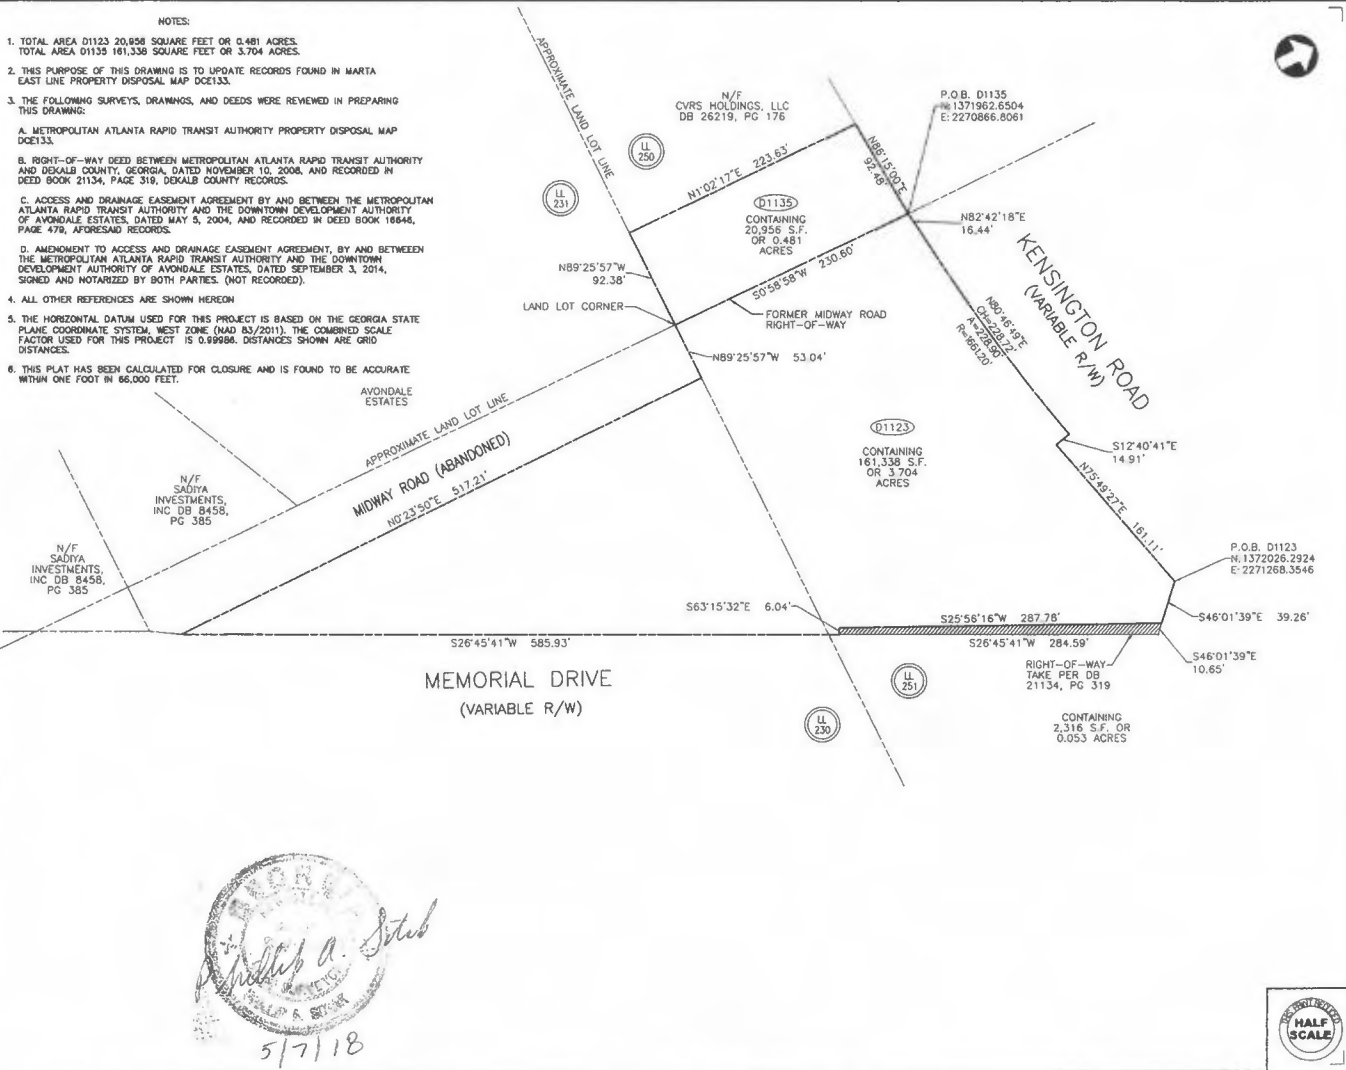 NOTES:
1. TOTAL AREA D1123 20,956 SQUARE FEET OR 0.481 ACRES.
TOTAL AREA D1135 161,338 SQUARE FEET OR 3.704 ACRES.
2. THIS PURPOSE OF THIS DRAWING IS TO UPDATE RECORDS FOUND IN MARTA
EAST LINE PROPERTY DISPOSAL MAP DCE133.
3. THE FOLLOWING SURVEYS, DRAWINGS, AND DEEDS WERE REVIEWED IN PREPARING
THIS DRAWING:
A. METROPOLITAN ATLANTA RAPID TRANSIT AUTHORITY PROPERTY DISPOSAL MAP
DCE133.
B. RIGHT-OF-WAY DEED BETWEEN METROPOLITAN ATLANTA RAPID TRANSIT AUTHORITY
AND DEKALB COUNTY, GEORGIA, DATED NOVEMBER 10, 2008, AND RECORDED IN
DEED BOOK 21134, PAGE 319, DEKALB COUNTY RECORDS.
C. ACCESS AND DRAINAGE EASEMENT AGREEMENT BY AND BETWEEN THE METROPOLITAN
ATLANTA RAPID TRANSIT AUTHORITY AND THE DOWNTOWN DEVELOPMENT AUTHORITY
OF AVONDALE ESTATES, DATED MAY 5, 2004, AND RECORDED IN DEED BOOK 16646,
PAGE 479, AFORESAID RECORDS.
D. AMENDMENT TO ACCESS AND DRAINAGE EASEMENT AGREEMENT, BY AND BETWEEEN
THE METROPOLITAN ATLANTA RAPID TRANSIT AUTHORITY AND THE DOWNTOWN
DEVELOPMENT AUTHORITY OF AVONDALE ESTATES, DATED SEPTEMBER 3, 2014,
SIGNED AND NOTARIZED BY BOTH PARTIES. (NOT RECORDED).
4. ALL OTHER REFERENCES ARE SHOWN HEREON
5. THE HORIZONTAL DATUM USED FOR THIS PROJECT IS BASED ON THE GEORGIA STATE
PLANE COORDINATE SYSTEM, WEST ZONE (NAD 83/2011). THE COMBINED SCALE
FACTOR USED FOR THIS PROJECT IS 0.99986. DISTANCES SHOWN ARE GRID
DISTANCES.
6. THIS PLAT HAS BEEN CALCULATED FOR CLOSURE AND IS FOUND TO BE ACCURATE
WITHIN ONE FOOT IN 66,000 FEET.
APPROXIMATE LAND LOT LINE
LL
250
LL
231
N/F
CVRS HOLDINGS, LLC
DB 26219, PG 176
P.O.B. D1135
N: 1371962.6504
E: 2270866.8061
N1°02'17"E 223.63'
N86°15'00"E
92.48'
D1135
CONTAINING
20,956 S.F.
OR 0.481
ACRES
N82°42'18"E
16.44'
N89°25'57"W
92.38'
S0°58'58"W 230.60'
LAND LOT CORNER
FORMER MIDWAY ROAD
RIGHT-OF-WAY
KENSINGTON ROAD
(VARIABLE R/W)
N80°46'49"E
CH=228.72'
A=228.90'
R=1661.20'
N89°25'57"W 53.04'
AVONDALE
ESTATES
APPROXIMATE LAND LOT LINE
MIDWAY ROAD (ABANDONED)
N0°23'50"E 517.21'
D1123
CONTAINING
161,338 S.F.
OR 3.704
ACRES
S12°40'41"E
14.91'
N75°49'27"E 161.11'
N/F
SADIYA
INVESTMENTS,
INC DB 8458,
PG 385
N/F
SADIYA
INVESTMENTS,
INC DB 8458,
PG 385
P.O.B. D1123
N: 1372026.2924
E: 2271268.3546
S63°15'32"E 6.04'
S25°56'16"W 287.78'
S46°01'39"E 39.26'
S26°45'41"W 585.93'
S26°45'41"W 284.59'
S46°01'39"E
10.65'
RIGHT-OF-WAY
TAKE PER DB
21134, PG 319
MEMORIAL DRIVE
(VARIABLE R/W)
LL
251
LL
230
CONTAINING
2,316 S.F. OR
0.053 ACRES
5/7/18
HALF
SCALE